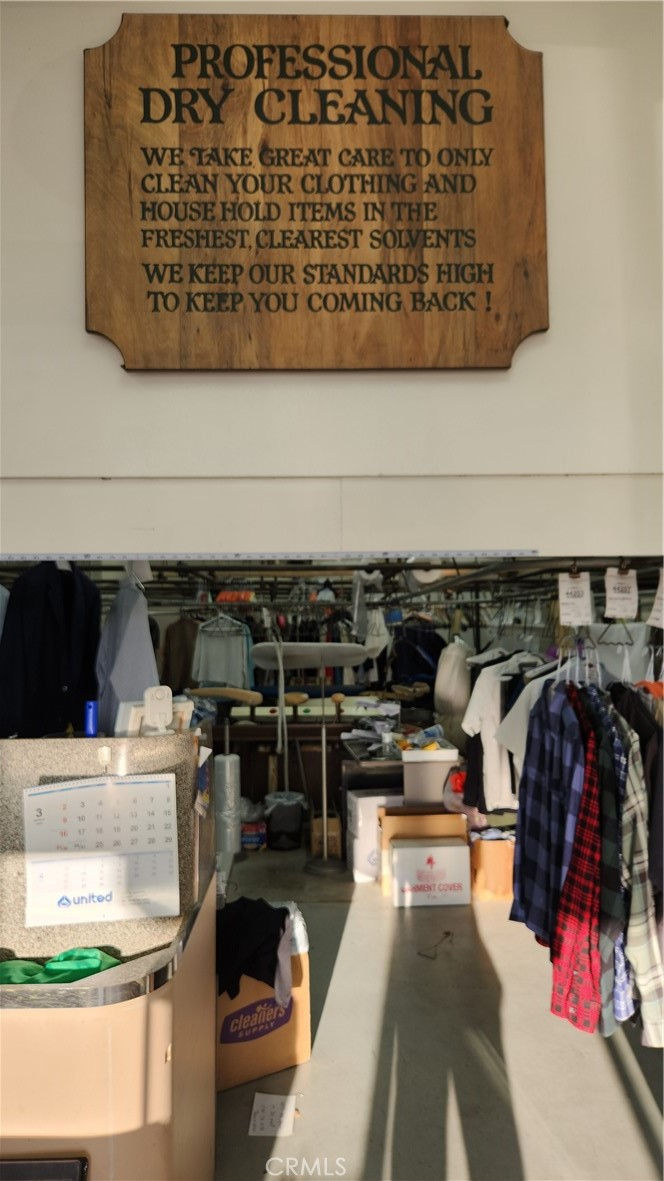 PROFESSIONAL
DRY CLEANING
WE TAKE GREAT CARE TO ONLY
CLEAN YOUR CLOTHING AND
HOUSE HOLD ITEMS IN THE
FRESHEST, CLEAREST SOLVENTS
WE KEEP OUR STANDARDS HIGH
TO KEEP YOU COMING BACK !
3
united
GARMENT COVER
cleaners
SUPPLY
CRMLS